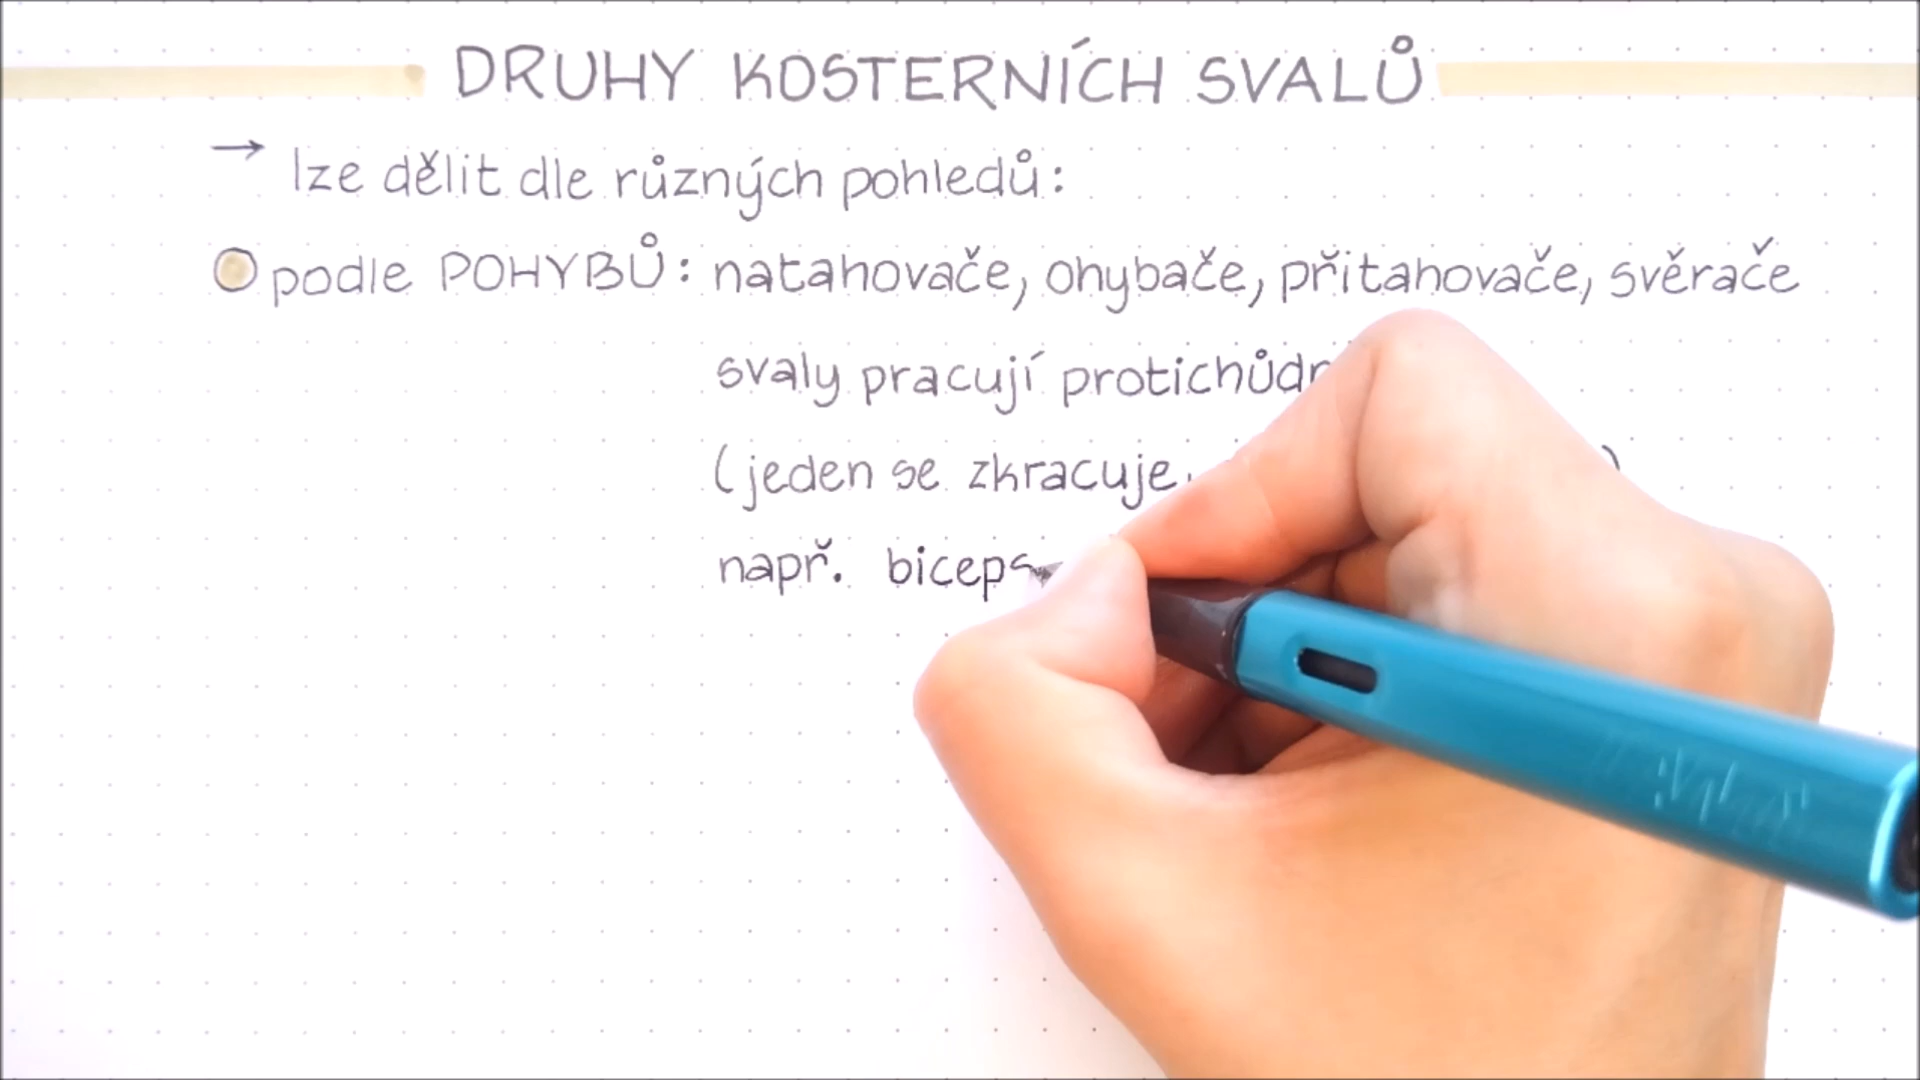 DRUHY KOSTERNÍCH SVALŮ
→ lze dělit dle různých pohledů:
podle POHYBŮ: natahovače, ohybače, přitahovače, svěrače
svaly pracují
(jeden se zkracuje,
např. biceps